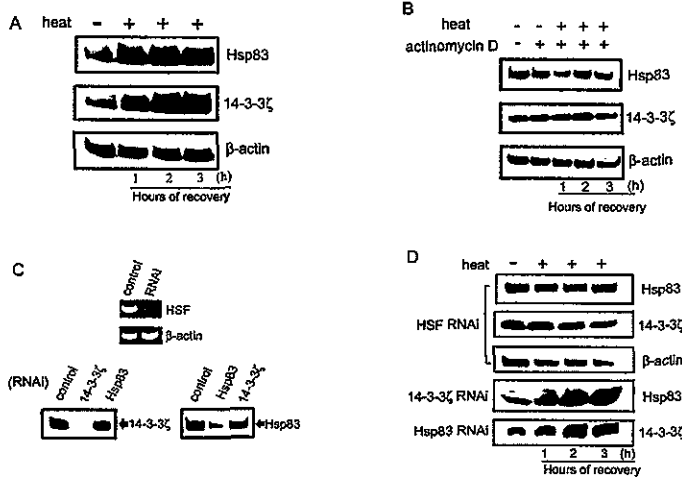 A
heat - + + +
Hsp83
14-3-3ζ
β-actin
1 2 3 (h)
Hours of recovery
B
heat - - + + +
actinomycin D - + + + +
Hsp83
14-3-3ζ
β-actin
1 2 3 (h)
Hours of recovery
C
control RNAi
HSF
β-actin
(RNAi)
control 14-3-3ζ Hsp83
14-3-3ζ
control Hsp83 14-3-3ζ
Hsp83
D
heat - + + +
Hsp83
HSF RNAi 14-3-3ζ
β-actin
14-3-3ζ RNAi Hsp83
Hsp83 RNAi 14-3-3ζ
1 2 3 (h)
Hours of recovery